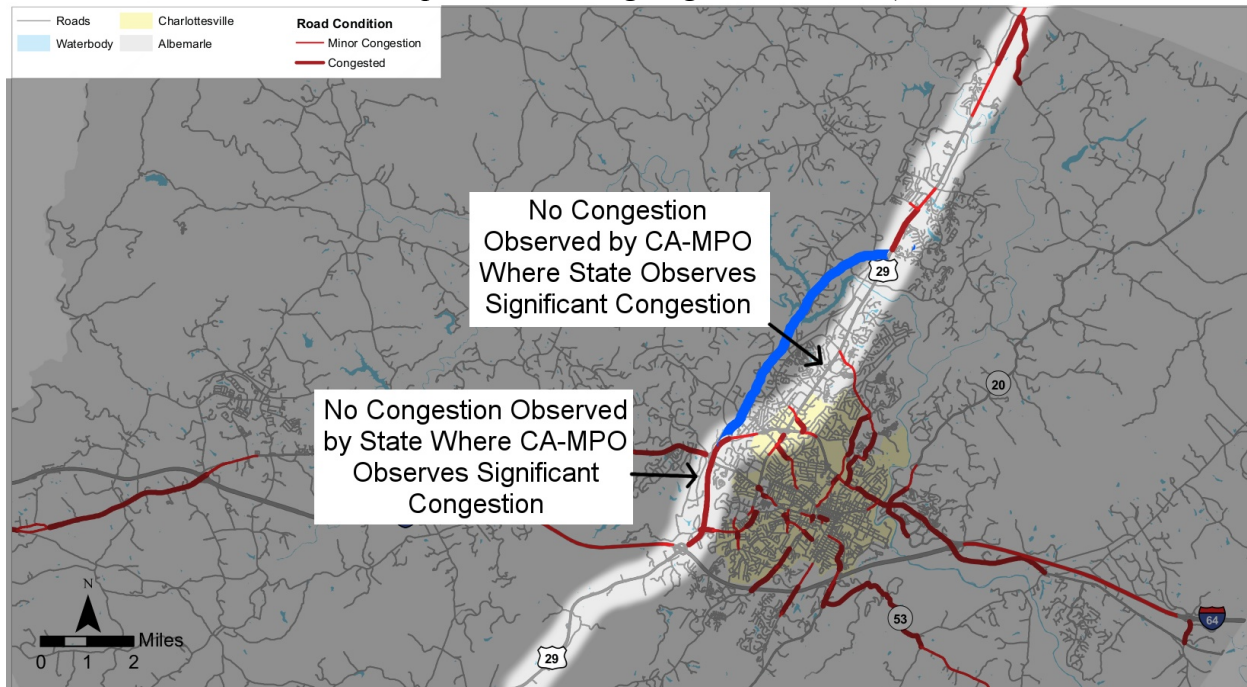 Roads
Charlottesville
Waterbody
Albemarle
Road Condition
Minor Congestion
Congested
No Congestion
Observed by CA-MPO
Where State Observes
Significant Congestion
29
20
No Congestion Observed
by State Where CA-MPO
Observes Significant
Congestion
N
Miles
0 1 2
53
64
29